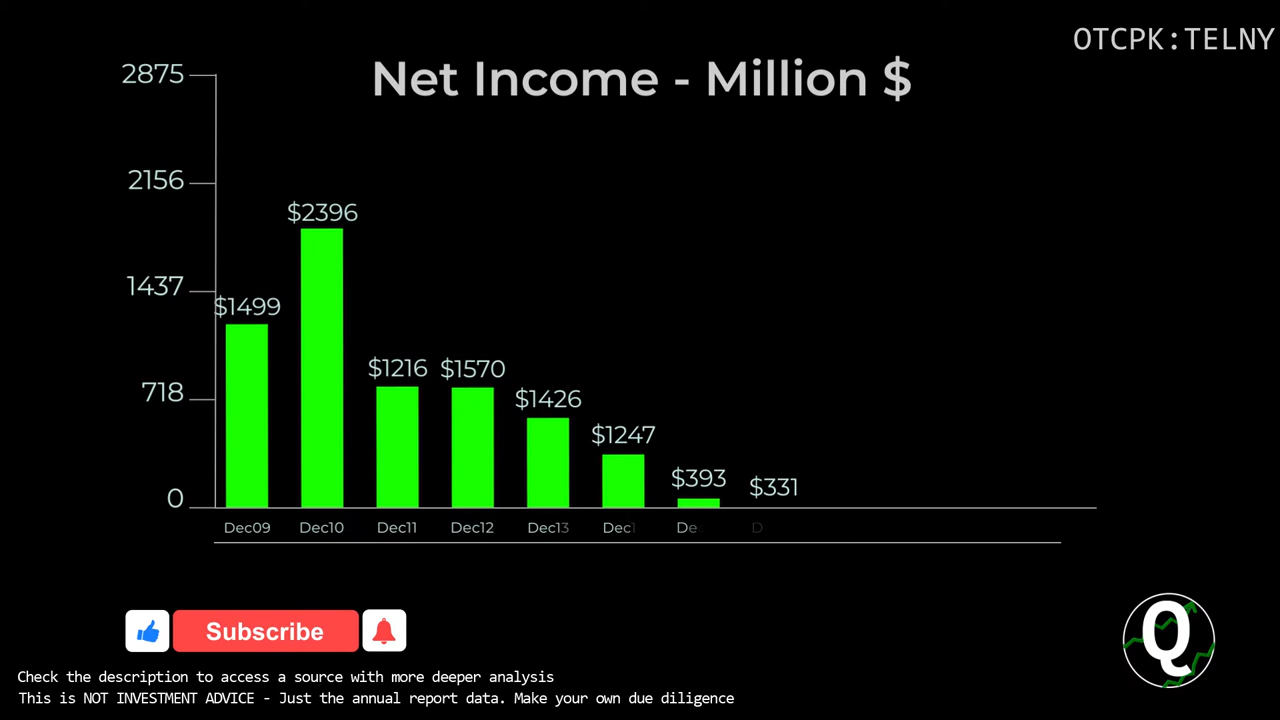 OTCPK:TELNY
Net Income - Million $
2875
2156
1437
718
0
$1499
$2396
$1216
$1570
$1426
$1247
$393
$331
Dec09
Dec10
Dec11
Dec12
Dec13
Dec1
De
D
Subscribe
Q
Check the description to access a source with more deeper analysis
This is NOT INVESTMENT ADVICE - Just the annual report data. Make your own due diligence